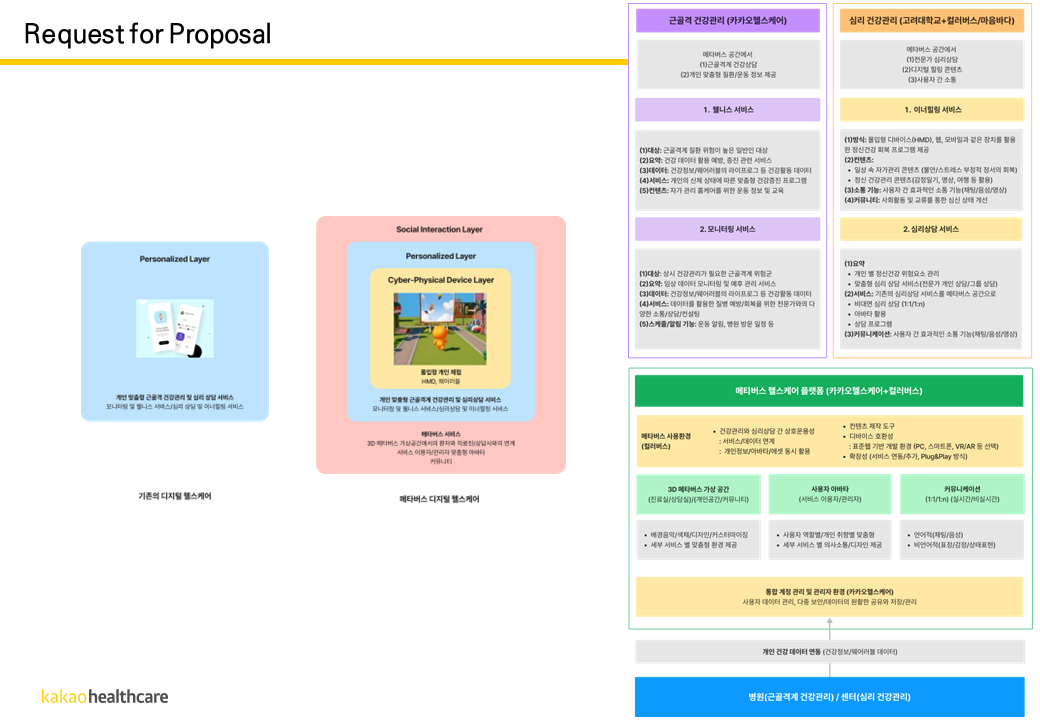 Request for Proposal
Personalized Layer
개인 맞춤형 근골격 건강관리 및 심리 상담 서비스
모니터링 및 웰니스 서비스/심리 상담 및 이너힐링 서비스
기존의 디지털 헬스케어
Social Interaction Layer
Personalized Layer
Cyber-Physical Device Layer
몰입형 개인 체험
HMD, 웨어러블
개인 맞춤형 근골격계 건강관리 및 심리상담 서비스
모니터링 및 웰니스 서비스/심리상담 및 이너힐링 서비스
메타버스 서비스
3D 메타버스 가상공간에서의 환자와 의료진/상담사와의 연계
서비스 이용자/관리자 맞춤형 아바타
커뮤니티
메타버스 디지털 헬스케어
kakaohealthcare
근골격 건강관리 (카카오헬스케어)
메타버스 공간에서
(1)근골격계 건강상담
(2)개인 맞춤형 질환/운동 정보 제공
1. 웰니스 서비스
(1)대상: 근골격계 질환 위험이 높은 일반인 대상
(2)요약: 건강 데이터 활용 예방, 증진 관련 서비스
(3)데이터: 건강정보/웨어러블의 라이프로그 등 건강활동 데이터
(4)서비스: 개인의 신체 상태에 따른 맞춤형 건강증진 프로그램
(5)컨텐츠: 자가 관리 홈케어를 위한 운동 정보 및 교육
2. 모니터링 서비스
(1)대상: 상시 건강관리가 필요한 근골격계 위험군
(2)요약: 임상 데이터 모니터링 및 예후 관리 서비스
(3)데이터: 건강정보/웨어러블의 라이프로그 등 건강활동 데이터
(4)서비스: 데이터를 활용한 질병 예방/회복을 위한 전문가와의 다
양한 소통/상담/컨설팅
(5)스케줄/알림 기능: 운동 알림, 병원 방문 일정 등
심리 건강관리 (고려대학교+컬러버스/마음바다)
메타버스 공간에서
(1)전문가 심리상담
(2)디지털 힐링 콘텐츠
(3)사용자 간 소통
1. 이너힐링 서비스
(1)방식: 몰입형 디바이스(HMD), 웹, 모바일과 같은 장치를 활용
한 정신건강 회복 프로그램 제공
(2)컨텐츠:
• 일상 속 자가관리 콘텐츠 (불안/스트레스 부정적 정서의 회복)
• 정신 건강관리 콘텐츠(감정일기, 명상, 여행 등 활용)
(3)소통 기능: 사용자 간 효과적인 소통 기능(채팅/음성/영상)
(4)커뮤니티: 사회활동 및 교류를 통한 심신 상태 개선
2. 심리상담 서비스
(1)요약
• 개인 별 정신건강 위험요소 관리
• 맞춤형 심리 상담 서비스(전문가 개인 상담/그룹 상담)
(2)서비스: 기존의 심리상담 서비스를 메타버스 공간으로
• 비대면 심리 상담 (1:1/1:n)
• 아바타 활용
• 상담 프로그램
(3)커뮤니케이션: 사용자 간 효과적인 소통 기능(채팅/음성/영상)
메타버스 헬스케어 플랫폼 (카카오헬스케어+컬러버스)
메타버스 사용환경
(컬러버스)
• 건강관리와 심리상담 간 상호운용성
: 서비스/데이터 연계
: 개인정보/아바타/에셋 동시 활용
• 컨텐츠 제작 도구
• 디바이스 호환성
: 표준웹 기반 개발 환경 (PC, 스마트폰, VR/AR 등 선택)
• 확장성 (서비스 연동/추가, Plug&Play 방식)
3D 메타버스 가상 공간
(진료실/상담실)/(개인공간/커뮤니티)
• 배경음악/색채/디자인/커스터마이징
• 세부 서비스 별 맞춤형 환경 제공
사용자 아바타
(서비스 이용자/관리자)
• 사용자 역할별/개인 취향별 맞춤형
• 세부 서비스 별 의사소통/디자인 제공
커뮤니케이션
(1:1/1:n) (실시간/비실시간)
• 언어적(채팅/음성)
• 비언어적(표정/감정/상태표현)
통합 계정 관리 및 관리자 환경 (카카오헬스케어)
사용자 데이터 관리, 다중 보안/데이터의 원활한 공유와 저장/관리
개인 건강 데이터 연동 (건강정보/웨어러블 데이터)
병원(근골격계 건강관리) / 센터(심리 건강관리)